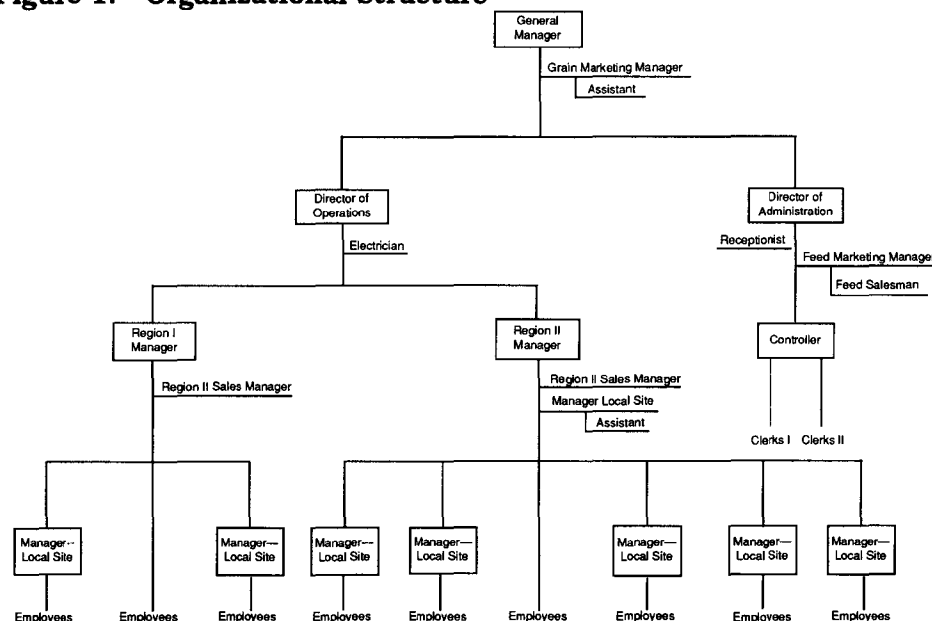 Figure 1. Organizational Structure
General
Manager
Grain Marketing Manager
Assistant
Director of
Operations
Director of
Administration
Electrician
Receptionist
Feed Marketing Manager
Feed Salesman
Region I
Manager
Region II
Manager
Controller
Region II Sales Manager
Region II Sales Manager
Manager Local Site
Assistant
Clerks I Clerks II
Manager--
Local Site
Manager—
Local Site
Manager—
Local Site
Manager—
Local Site
Manager—
Local Site
Manager—
Local Site
Manager—
Local Site
Employees Employees Employees Employees Employees Employees Employees Employees Employees